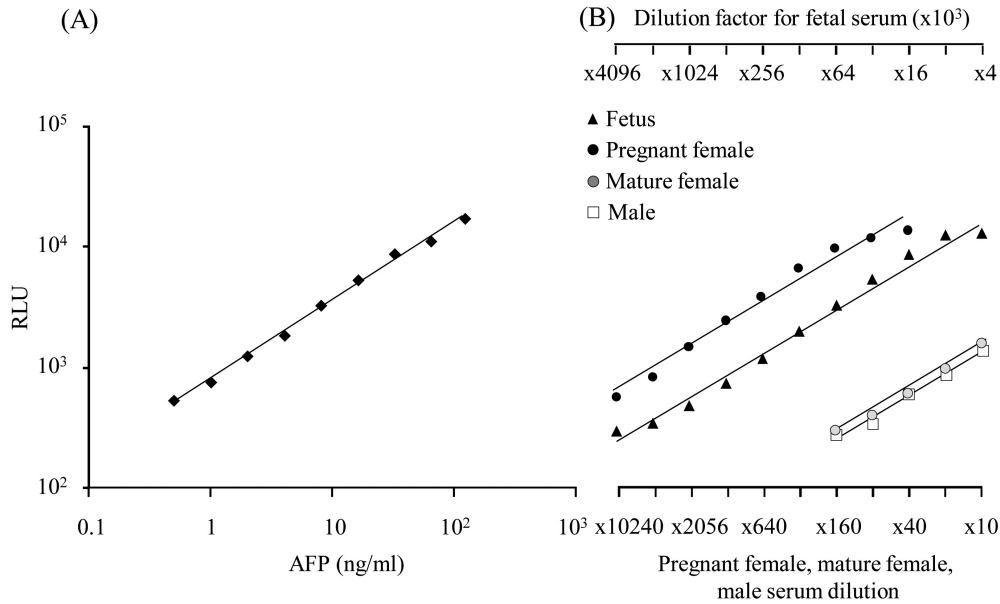 (A)
10⁵
10⁴
10³
10²
RLU
0.1 1 10 10² 10³
AFP (ng/ml)
(B) Dilution factor for fetal serum (x10³)
x4096 x1024 x256 x64 x16 x4
Fetus
Pregnant female
Mature female
Male
x10240 x2056 x640 x160 x40 x10
Pregnant female, mature female,
male serum dilution